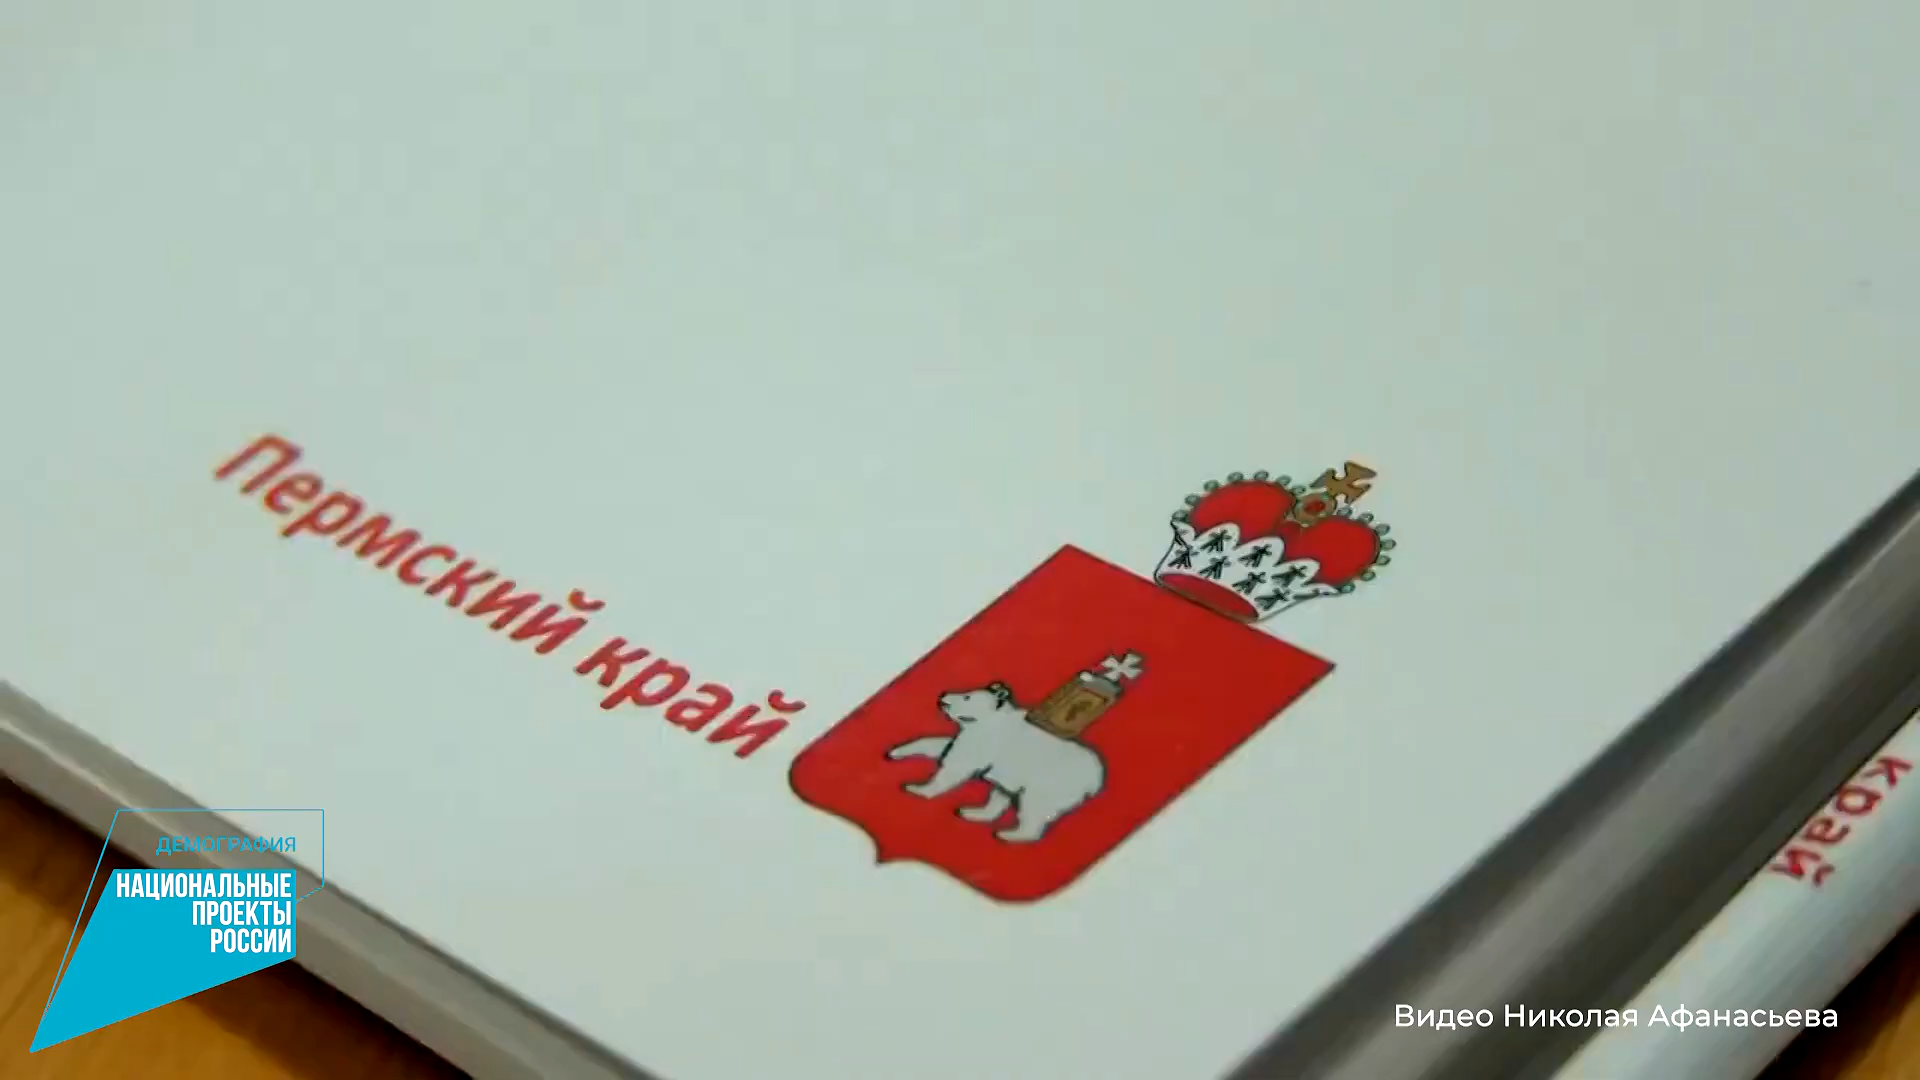 Пермский край
край
ДЕМОГРАФИЯ
НАЦИОНАЛЬНЫЕ
ПРОЕКТЫ
РОССИИ
Видео Николая Афанасьева